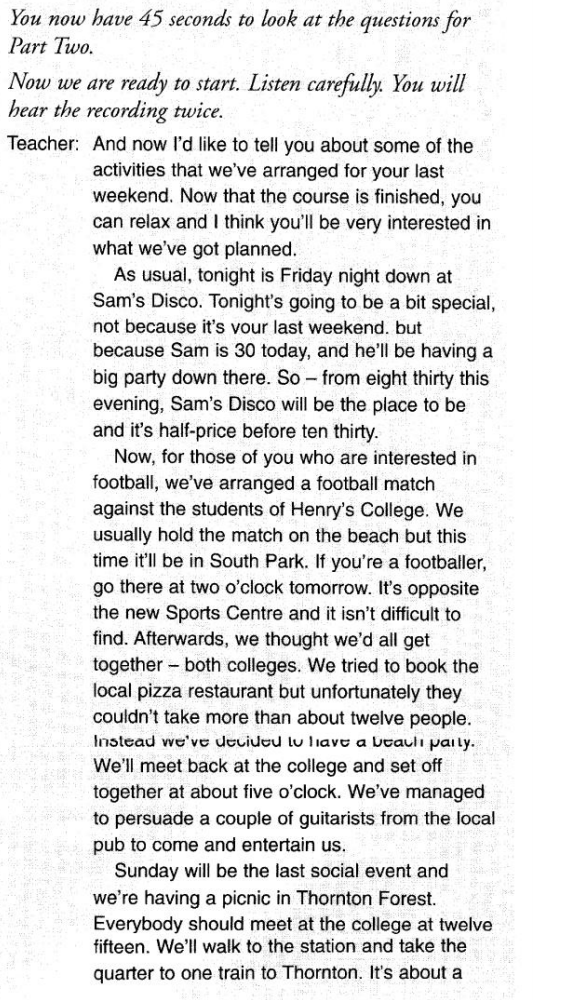 You now have 45 seconds to look at the questions for
Part Two.
Now we are ready to start. Listen carefully. You will
hear the recording twice.
Teacher: And now I'd like to tell you about some of the
activities that we've arranged for your last
weekend. Now that the course is finished, you
can relax and I think you'll be very interested in
what we've got planned.
As usual, tonight is Friday night down at
Sam's Disco. Tonight's going to be a bit special,
not because it's your last weekend. but
because Sam is 30 today, and he'll be having a
big party down there. So – from eight thirty this
evening, Sam's Disco will be the place to be
and it's half-price before ten thirty.
Now, for those of you who are interested in
football, we've arranged a football match
against the students of Henry's College. We
usually hold the match on the beach but this
time it'll be in South Park. If you're a footballer,
go there at two o'clock tomorrow. It's opposite
the new Sports Centre and it isn't difficult to
find. Afterwards, we thought we'd all get
together – both colleges. We tried to book the
local pizza restaurant but unfortunately they
couldn't take more than about twelve people.
Instead we've decided to have a beach party.
We'll meet back at the college and set off
together at about five o'clock. We've managed
to persuade a couple of guitarists from the local
pub to come and entertain us.
Sunday will be the last social event and
we're having a picnic in Thornton Forest.
Everybody should meet at the college at twelve
fifteen. We'll walk to the station and take the
quarter to one train to Thornton. It's about a